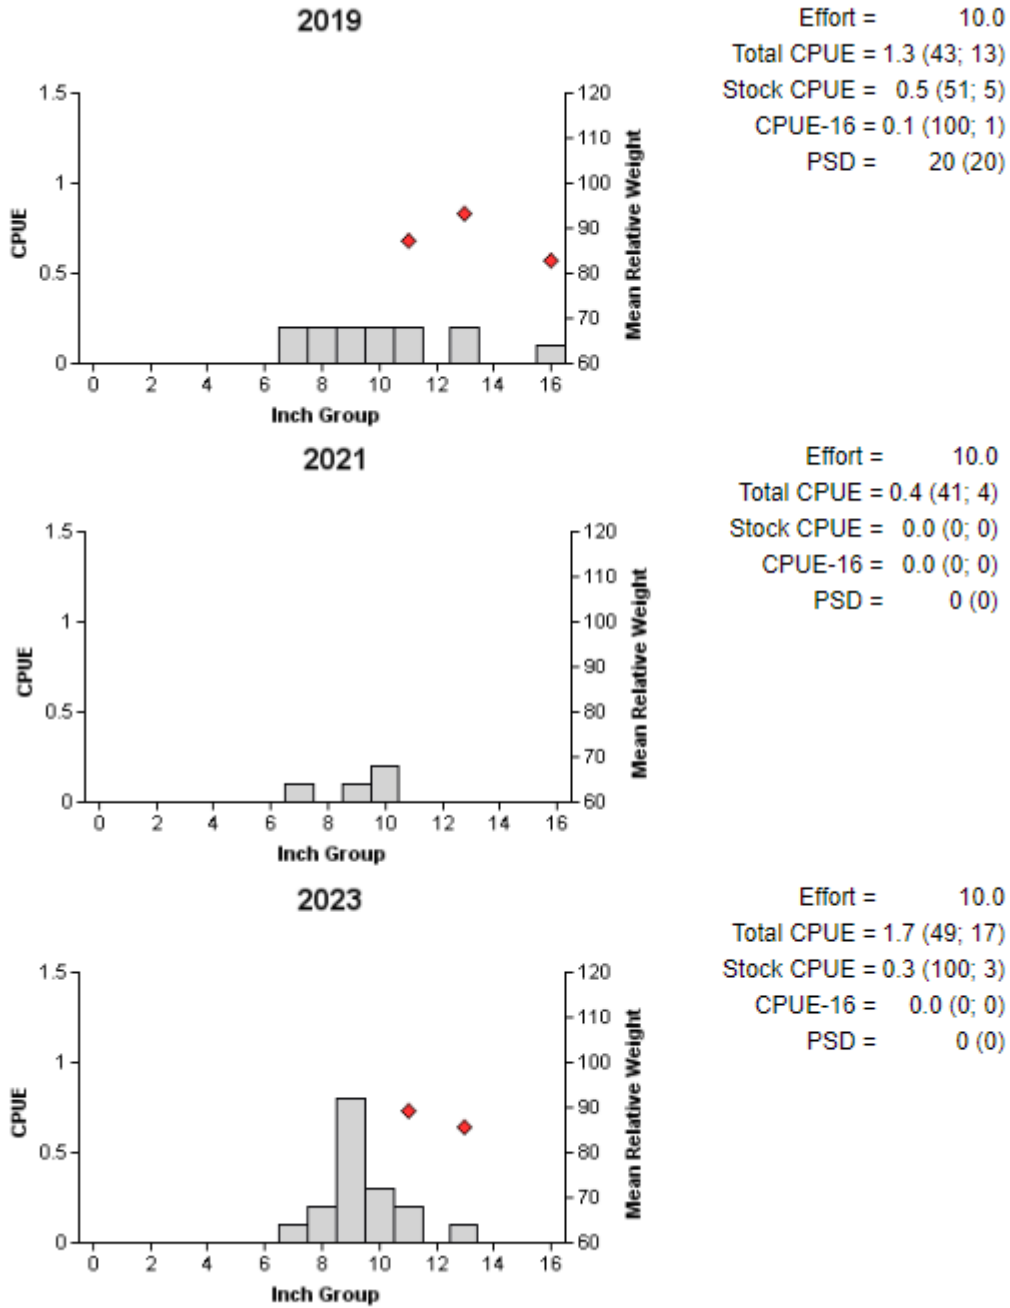 2019
Effort = 10.0
Total CPUE = 1.3 (43; 13)
Stock CPUE = 0.5 (51; 5)
CPUE-16 = 0.1 (100; 1)
PSD = 20 (20)
1.5
1
0.5
0
CPUE
120
110
100
90
80
70
60
Mean Relative Weight
0 2 4 6 8 10 12 14 16
Inch Group
2021
Effort = 10.0
Total CPUE = 0.4 (41; 4)
Stock CPUE = 0.0 (0; 0)
CPUE-16 = 0.0 (0; 0)
PSD = 0 (0)
1.5
1
0.5
0
CPUE
120
110
100
90
80
70
60
Mean Relative Weight
0 2 4 6 8 10 12 14 16
Inch Group
2023
Effort = 10.0
Total CPUE = 1.7 (49; 17)
Stock CPUE = 0.3 (100; 3)
CPUE-16 = 0.0 (0; 0)
PSD = 0 (0)
1.5
1
0.5
0
CPUE
120
110
100
90
80
70
60
Mean Relative Weight
0 2 4 6 8 10 12 14 16
Inch Group